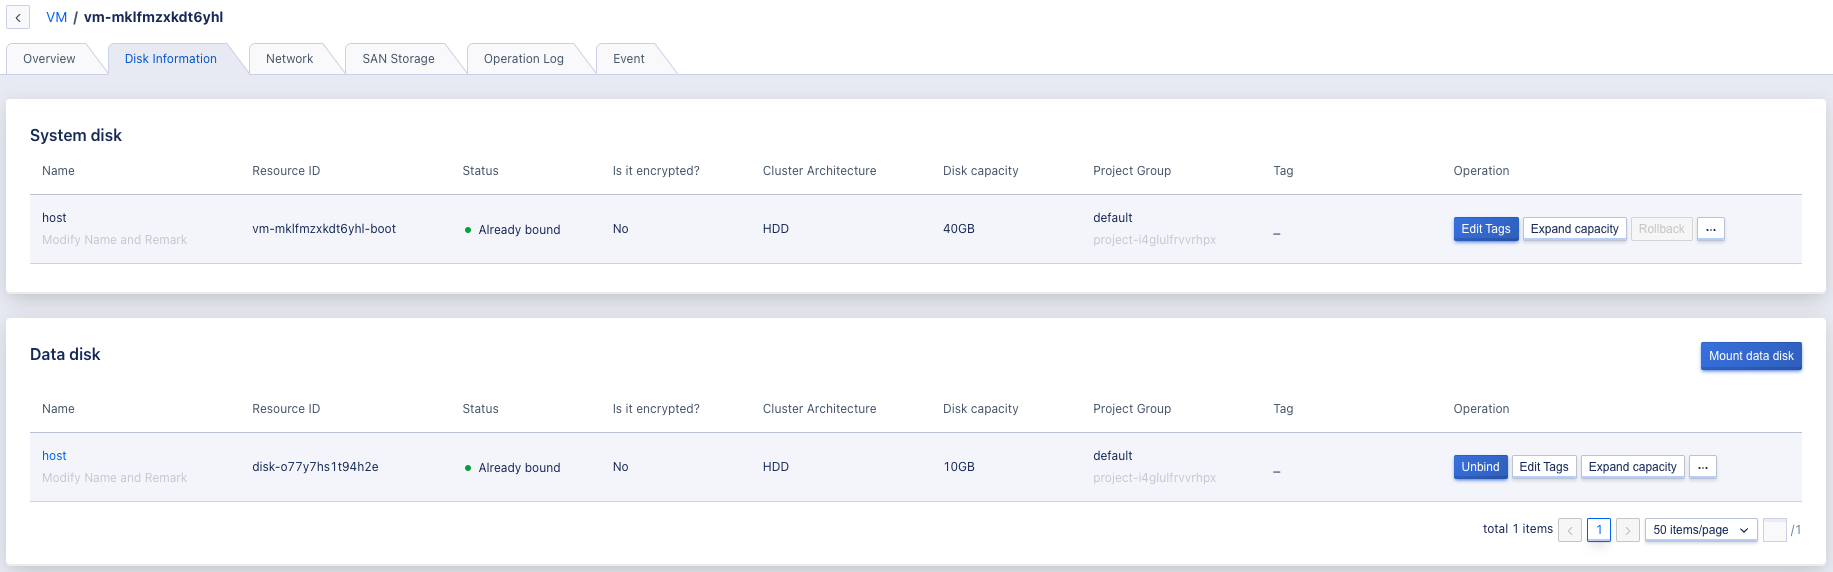 VM / vm-mklfmzxkdt6yhl
Overview Disk Information Network SAN Storage Operation Log Event
System disk
Name Resource ID Status Is it encrypted? Cluster Architecture Disk capacity Project Group Tag Operation
host vm-mklfmzxkdt6yhl-boot Already bound No HDD 40GB default – Edit Tags Expand capacity Rollback ...
Modify Name and Remark project-i4glulfrvvrhpx
Data disk Mount data disk
Name Resource ID Status Is it encrypted? Cluster Architecture Disk capacity Project Group Tag Operation
host disk-o77y7hs1t94h2e Already bound No HDD 10GB default – Unbind Edit Tags Expand capacity ...
Modify Name and Remark project-i4glulfrvvrhpx
total 1 items 1 50 items/page /1